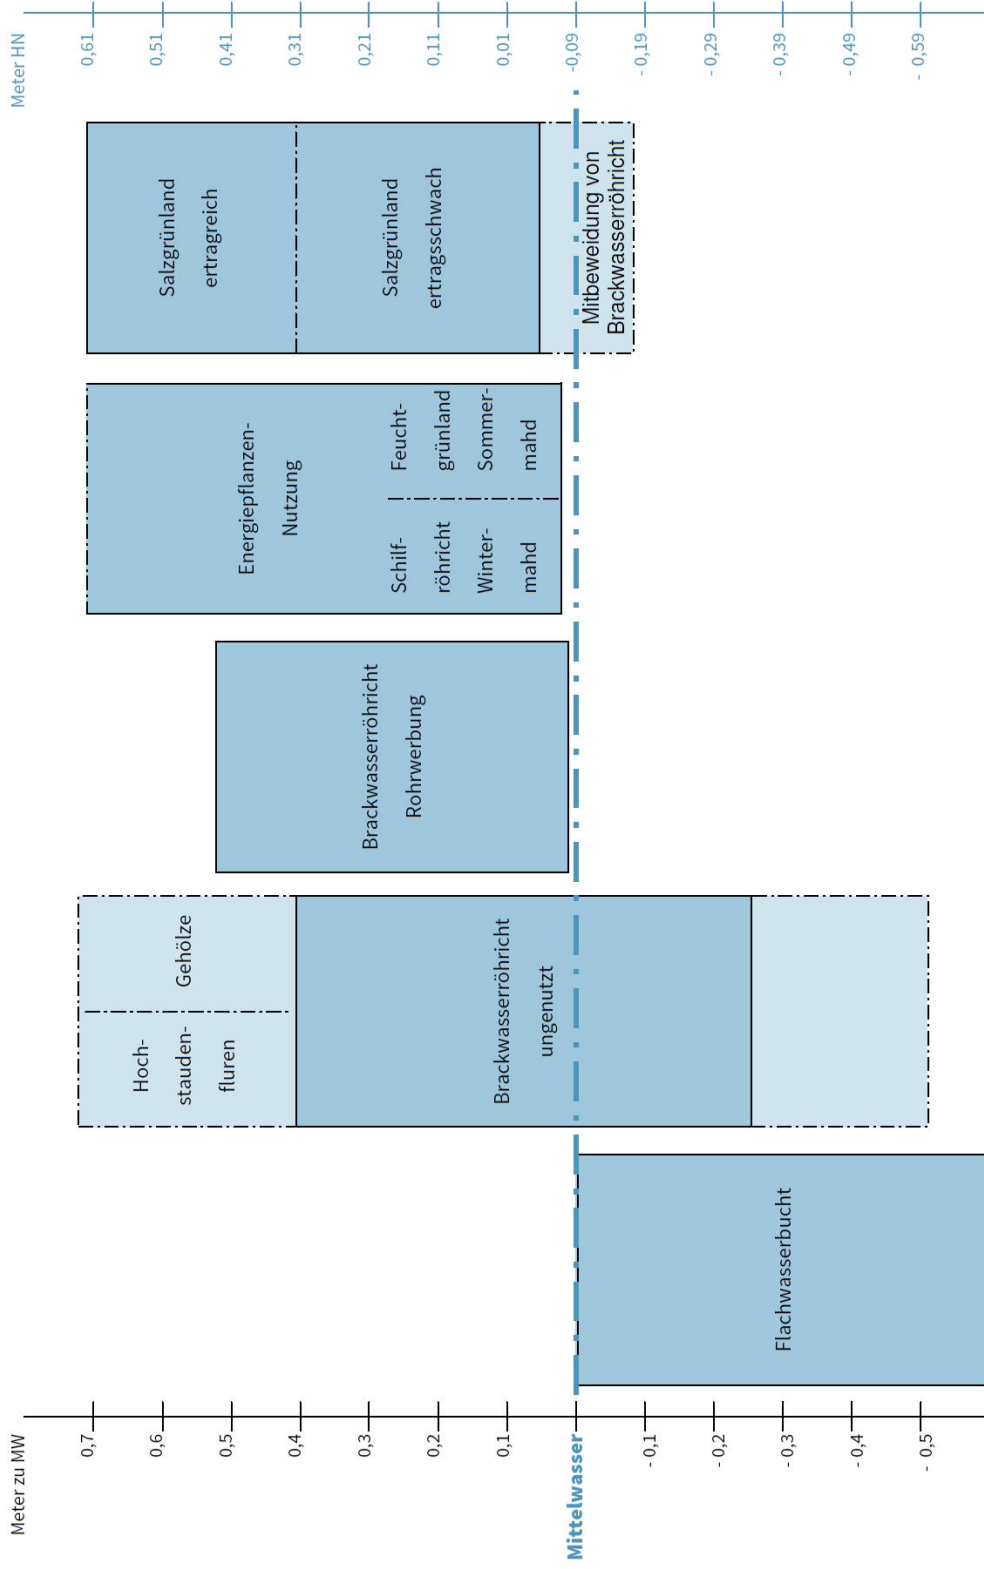 Meter zu MW
0,7
0,6
0,5
0,4
0,3
0,2
0,1
Mittelwasser
- 0,1
- 0,2
- 0,3
- 0,4
- 0,5
Flachwasserbucht
Hoch-
stauden-
fluren
Gehölze
Brackwasserröhricht
ungenutzt
Brackwasserröhricht
Rohrwerbung
Energiepflanzen-
Nutzung
Schilf-
röhricht
Winter-
mahd
Feucht-
grünland
Sommer-
mahd
Salzgrünland
ertragreich
Salzgrünland
ertragsschwach
Mitbeweidung von
Brackwasserröhricht
Meter HN
0,61
0,51
0,41
0,31
0,21
0,11
0,01
-0,09
- 0,19
- 0,29
- 0,39
- 0,49
- 0,59